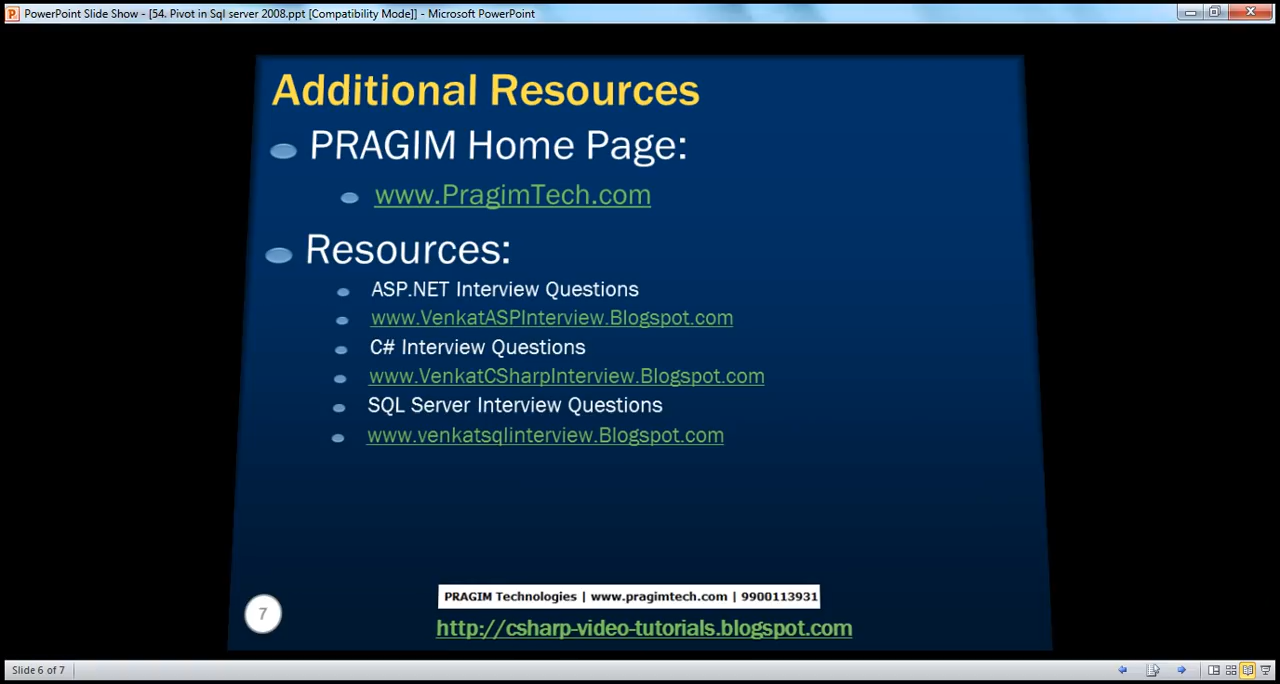 PowerPoint Slide Show - [54. Pivot in Sql server 2008.ppt [Compatibility Mode]] - Microsoft PowerPoint
Additional Resources
PRAGIM Home Page:
www.PragimTech.com
Resources:
ASP.NET Interview Questions
www.VenkatASPInterview.Blogspot.com
C# Interview Questions
www.VenkatCSharpInterview.Blogspot.com
SQL Server Interview Questions
www.venkatsqlinterview.Blogspot.com
PRAGIM Technologies | www.pragimtech.com | 9900113931
7
http://csharp-video-tutorials.blogspot.com
Slide 6 of 7